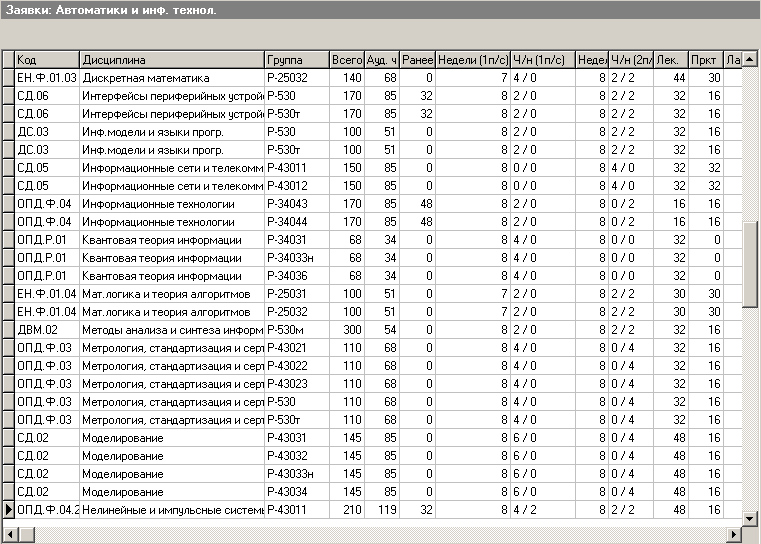 Заявки: Автоматики и инф. технол.
Код Дисциплина Группа Всего Ауд. ч Ранее Недели (1п/с) Ч/н (1п/с) Недел Ч/н (2п/ Лек. Пркт Ла
ЕН.Ф.01.03 Дискретная математика Р-25032 140 68 0 7 4 / 0 8 2 / 2 44 30
СД.06 Интерфейсы периферийных устрой Р-530 170 85 32 8 2 / 0 8 2 / 2 32 16
СД.06 Интерфейсы периферийных устрой Р-530т 170 85 32 8 2 / 0 8 2 / 2 32 16
ДС.03 Инф.модели и языки прогр. Р-530 100 51 0 8 2 / 0 8 2 / 2 32 16
ДС.03 Инф.модели и языки прогр. Р-530т 100 51 0 8 2 / 0 8 2 / 2 32 16
СД.05 Информационные сети и телекомм Р-43011 150 85 0 8 0 / 0 8 4 / 0 32 32
СД.05 Информационные сети и телекомм Р-43012 150 85 0 8 0 / 0 8 4 / 0 32 32
ОПД.Ф.04 Информационные технологии Р-34043 170 85 48 8 2 / 0 8 0 / 2 16 16
ОПД.Ф.04 Информационные технологии Р-34044 170 85 48 8 2 / 0 8 0 / 2 16 16
ОПД.Р.01 Квантовая теория информации Р-34031 68 34 0 8 4 / 0 8 0 / 0 32 0
ОПД.Р.01 Квантовая теория информации Р-34033н 68 34 0 8 4 / 0 8 0 / 0 32 0
ОПД.Р.01 Квантовая теория информации Р-34036 68 34 0 8 4 / 0 8 0 / 0 32 0
ЕН.Ф.01.04 Мат.логика и теория алгоритмов Р-25031 100 51 0 7 2 / 0 8 2 / 2 30 30
ЕН.Ф.01.04 Мат.логика и теория алгоритмов Р-25032 100 51 0 7 2 / 0 8 2 / 2 30 30
ДВМ.02 Методы анализа и синтеза информ Р-530м 300 54 0 8 2 / 0 8 2 / 2 32 16
ОПД.Ф.03 Метрология, стандартизация и серт Р-43021 110 68 0 8 4 / 0 8 0 / 4 32 16
ОПД.Ф.03 Метрология, стандартизация и серт Р-43022 110 68 0 8 4 / 0 8 0 / 4 32 16
ОПД.Ф.03 Метрология, стандартизация и серт Р-43023 110 68 0 8 4 / 0 8 0 / 4 32 16
ОПД.Ф.03 Метрология, стандартизация и серт Р-530 110 68 0 8 4 / 0 8 0 / 4 32 16
ОПД.Ф.03 Метрология, стандартизация и серт Р-530т 110 68 0 8 4 / 0 8 0 / 4 32 16
СД.02 Моделирование Р-43031 145 85 0 8 6 / 0 8 0 / 4 48 16
СД.02 Моделирование Р-43032 145 85 0 8 6 / 0 8 0 / 4 48 16
СД.02 Моделирование Р-43033н 145 85 0 8 6 / 0 8 0 / 4 48 16
СД.02 Моделирование Р-43034 145 85 0 8 6 / 0 8 0 / 4 48 16
ОПД.Ф.04.2 Нелинейные и импульсные системы Р-43011 210 119 32 8 4 / 2 8 2 / 2 48 16